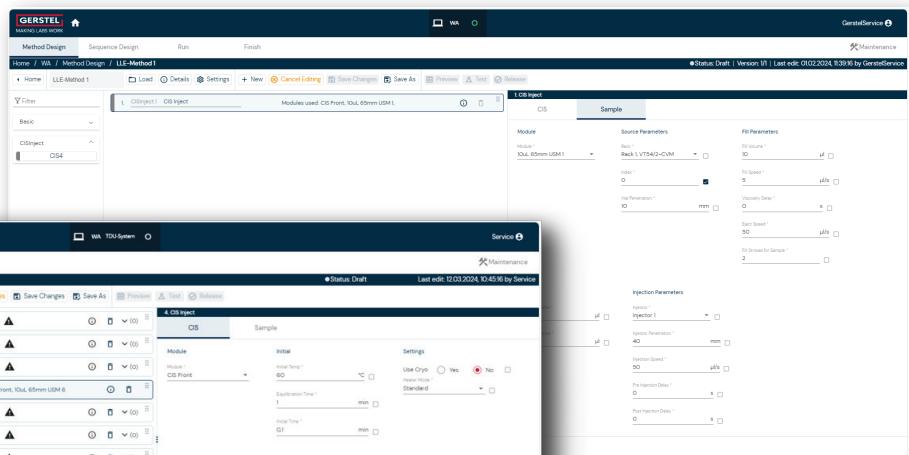 GERSTEL
MAKING LABS WORK
WA
GerstelService
Method Design Sequence Design Run Finish Maintenance
Home / WA / Method Design / LLE-Method 1 Status: Draft | Version: 1/1 | Last edit: 01.02.2024, 11:39:16 by GerstelService
Home LLE-Method 1 Load Details Settings + New Cancel Editing Save Changes Save As Preview Test Release
Filter
Basic
CISInject
CIS4
1. CISInject 1 CIS Inject Modules used: CIS Front, 10uL 65mm USM 1,
1. CIS Inject
CIS Sample
Module Source Parameters Fill Parameters
Module * Rack * Fill Volume *
10uL 65mm USM 1 Rack 1, VT54/2-CVM 10 µl
Index * Fill Speed *
0 5 µl/s
Vial Penetration * Viscosity Delay *
10 mm 0 s
Eject Speed *
50 µl/s
Fill Strokes for Sample *
2
Injection Parameters
Injector *
µl Injector 1
Injector Penetration *
µl 40 mm
Injection Speed *
50 µl/s
Pre Injection Delay *
0 s
Post Injection Delay *
0 s
WA TDU-System Service
Maintenance
Status: Draft Last edit: 12.03.2024, 10:45:16 by Service
Save Changes Save As Preview Test Release
(0)
(0)
(0)
ront, 10uL 65mm USM 6
(0)
(0)
4. CIS Inject
CIS Sample
Module Initial Settings
Module * Initial Temp *
CIS Front 60 °C Use Cryo Yes No
Heater Mode *
Standard
Equilibration Time *
1 min
Initial Time *
0.1 min